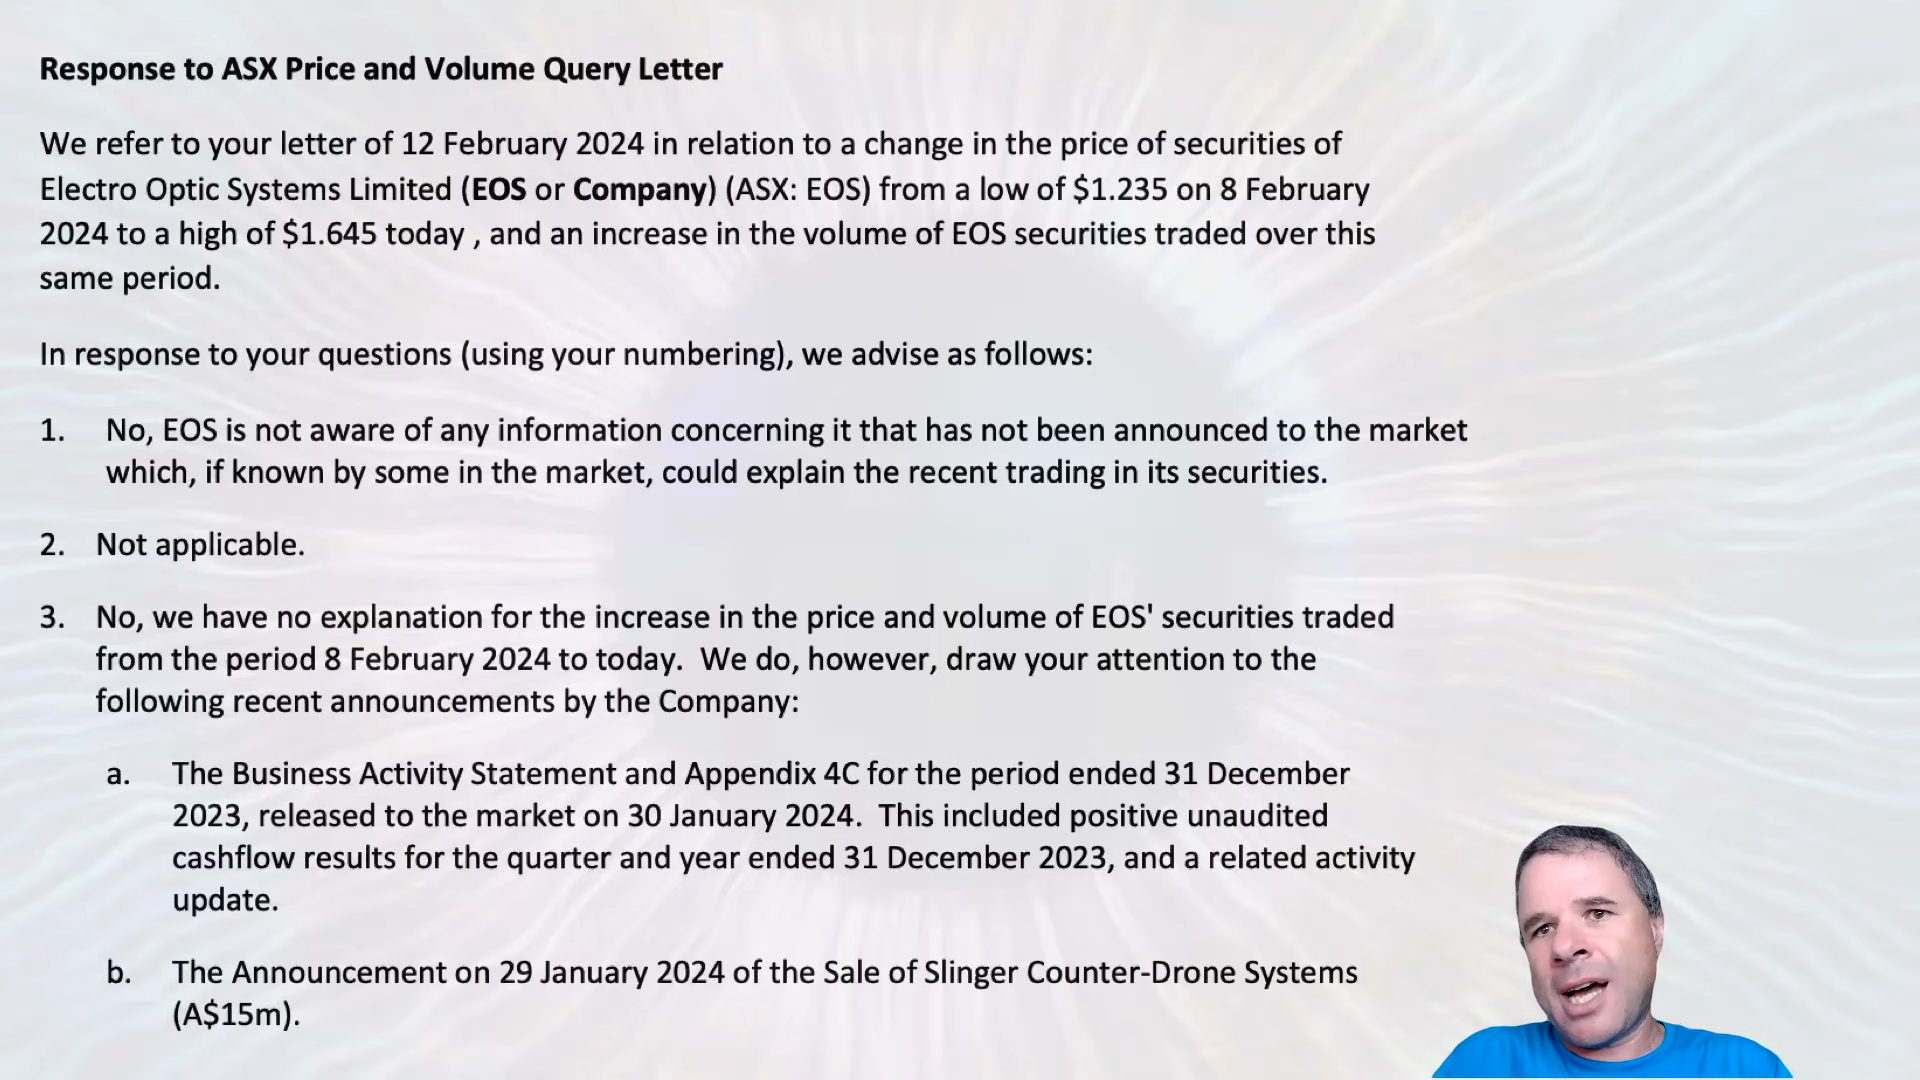 Response to ASX Price and Volume Query Letter
We refer to your letter of 12 February 2024 in relation to a change in the price of securities of
Electro Optic Systems Limited (EOS or Company) (ASX: EOS) from a low of $1.235 on 8 February
2024 to a high of $1.645 today , and an increase in the volume of EOS securities traded over this
same period.
In response to your questions (using your numbering), we advise as follows:
1. No, EOS is not aware of any information concerning it that has not been announced to the market
which, if known by some in the market, could explain the recent trading in its securities.
2. Not applicable.
3. No, we have no explanation for the increase in the price and volume of EOS' securities traded
from the period 8 February 2024 to today. We do, however, draw your attention to the
following recent announcements by the Company:
a. The Business Activity Statement and Appendix 4C for the period ended 31 December
2023, released to the market on 30 January 2024. This included positive unaudited
cashflow results for the quarter and year ended 31 December 2023, and a related activity
update.
b. The Announcement on 29 January 2024 of the Sale of Slinger Counter-Drone Systems
(A$15m).